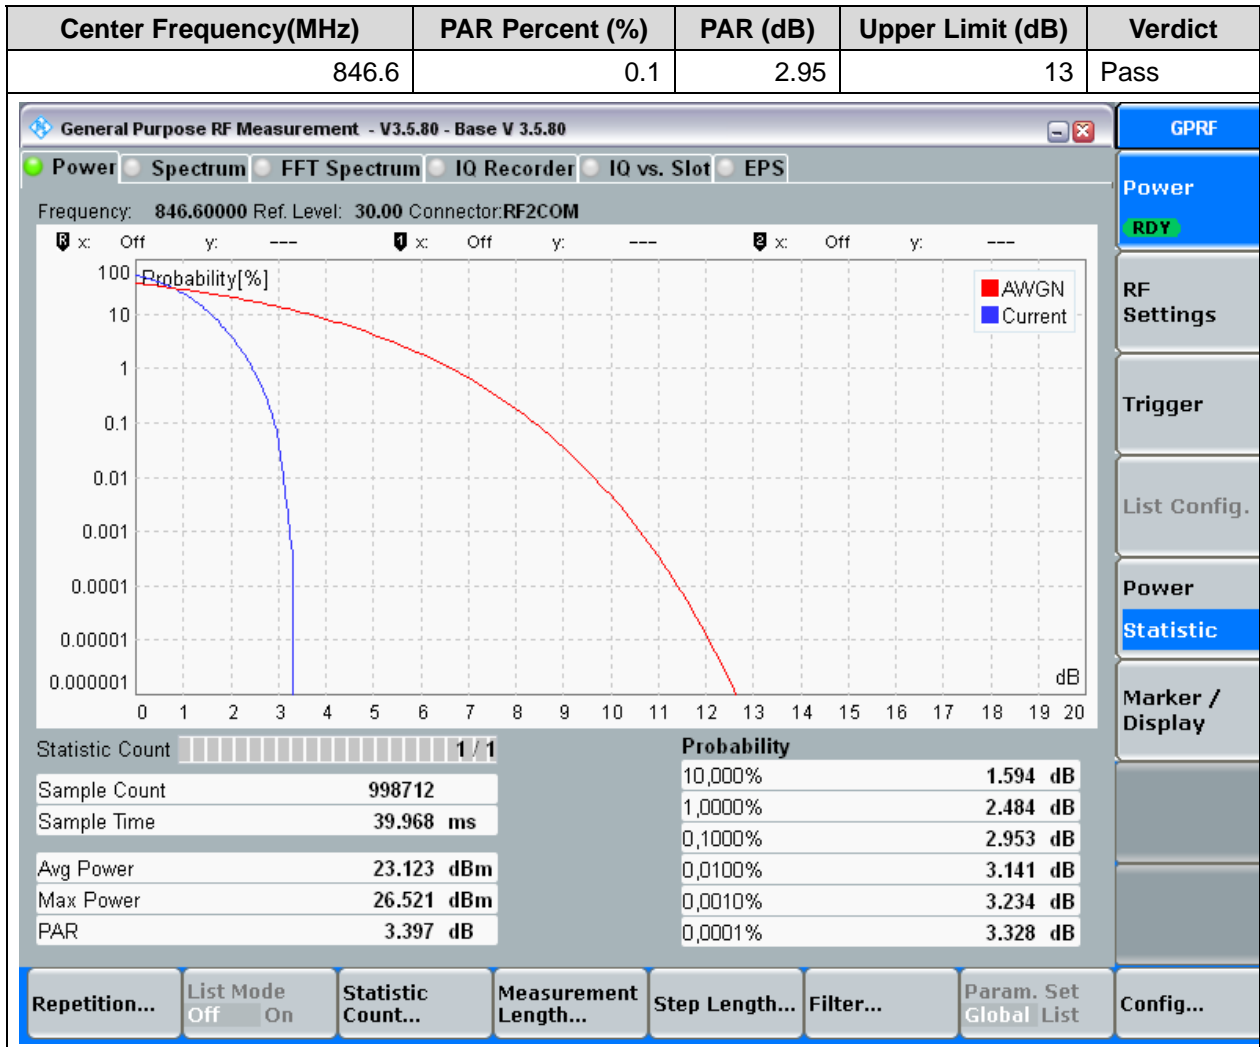 Center Frequency(MHz) PAR Percent (%) PAR (dB) Upper Limit (dB) Verdict
846.6 0.1 2.95 13 Pass
General Purpose RF Measurement - V3.5.80 - Base V 3.5.80
GPRF
Power Spectrum FFT Spectrum IQ Recorder IQ vs. Slot EPS
Power
RDY
Frequency: 846.60000 Ref. Level: 30.00 Connector:RF2COM
R x: Off y: --- 1 x: Off y: --- 2 x: Off y: ---
Probability[%]
AWGN
Current
100
10
1
0.1
0.01
0.001
0.0001
0.00001
0.000001
dB
0 1 2 3 4 5 6 7 8 9 10 11 12 13 14 15 16 17 18 19 20
RF
Settings
Trigger
List Config.
Power
Statistic
Marker /
Display
Statistic Count 1 / 1
Sample Count 998712
Sample Time 39.968 ms
Avg Power 23.123 dBm
Max Power 26.521 dBm
PAR 3.397 dB
Probability
10,000% 1.594 dB
1,0000% 2.484 dB
0,1000% 2.953 dB
0,0100% 3.141 dB
0,0010% 3.234 dB
0,0001% 3.328 dB
Repetition...
List Mode
Off On
Statistic
Count...
Measurement
Length...
Step Length...
Filter...
Param. Set
Global List
Config...